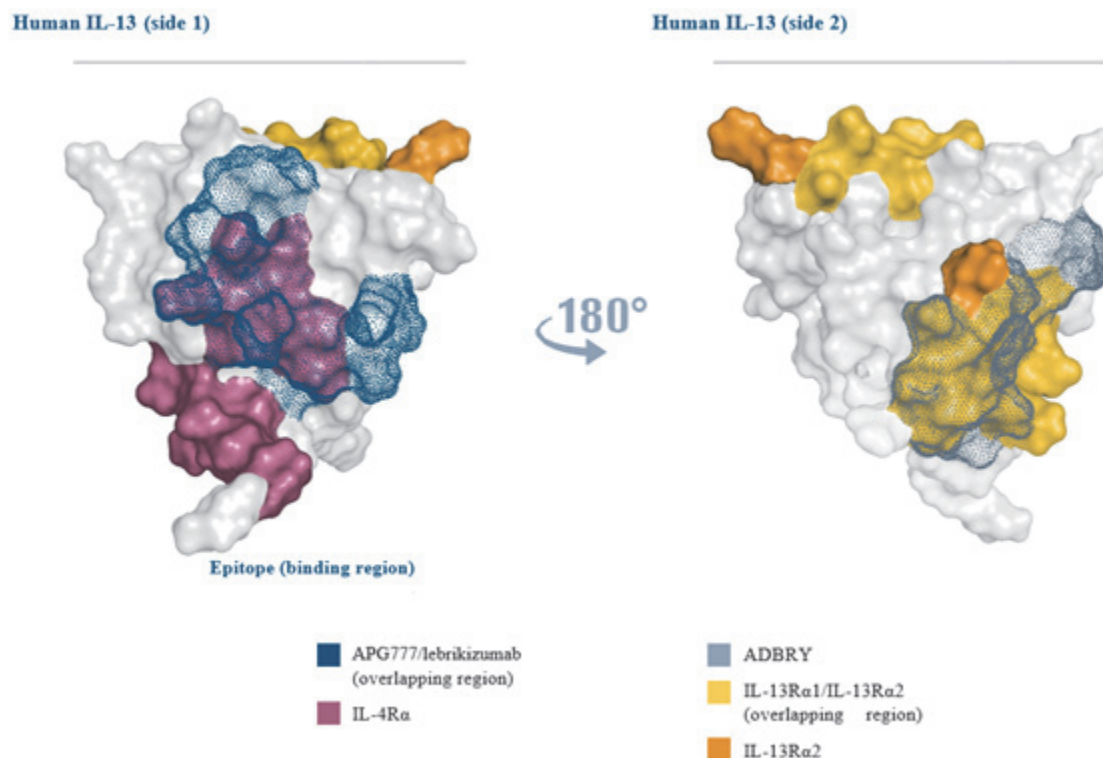 Human IL-13 (side 1)
Human IL-13 (side 2)
180°
Epitope (binding region)
APG777/lebrikizumab
(overlapping region)
IL-4Rα
ADBRY
IL-13Rα1/IL-13Rα2
(overlapping region)
IL-13Rα2